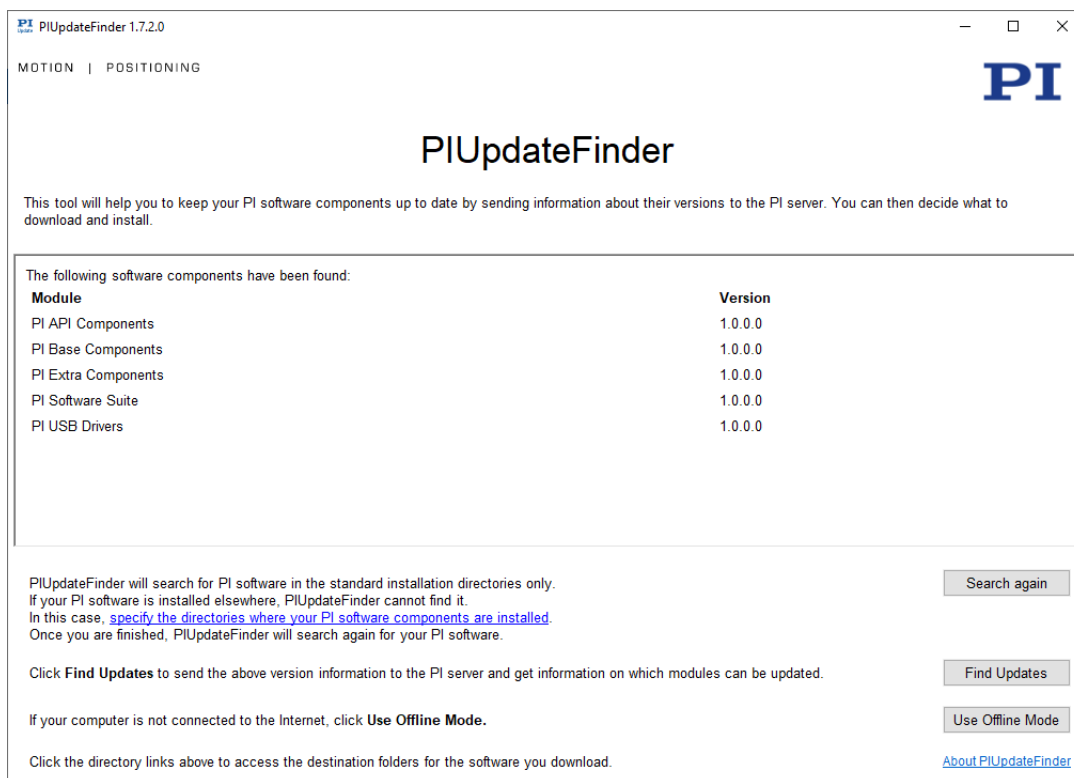 PI
Update
PIUpdateFinder 1.7.2.0
MOTION | POSITIONING
PI
PIUpdateFinder
This tool will help you to keep your PI software components up to date by sending information about their versions to the PI server. You can then decide what to
download and install.
The following software components have been found:
Module Version
PI API Components 1.0.0.0
PI Base Components 1.0.0.0
PI Extra Components 1.0.0.0
PI Software Suite 1.0.0.0
PI USB Drivers 1.0.0.0
PIUpdateFinder will search for PI software in the standard installation directories only.
If your PI software is installed elsewhere, PIUpdateFinder cannot find it.
In this case, specify the directories where your PI software components are installed.
Once you are finished, PIUpdateFinder will search again for your PI software.
Search again
Click Find Updates to send the above version information to the PI server and get information on which modules can be updated.
Find Updates
If your computer is not connected to the Internet, click Use Offline Mode.
Use Offline Mode
Click the directory links above to access the destination folders for the software you download.
About PIUpdateFinder